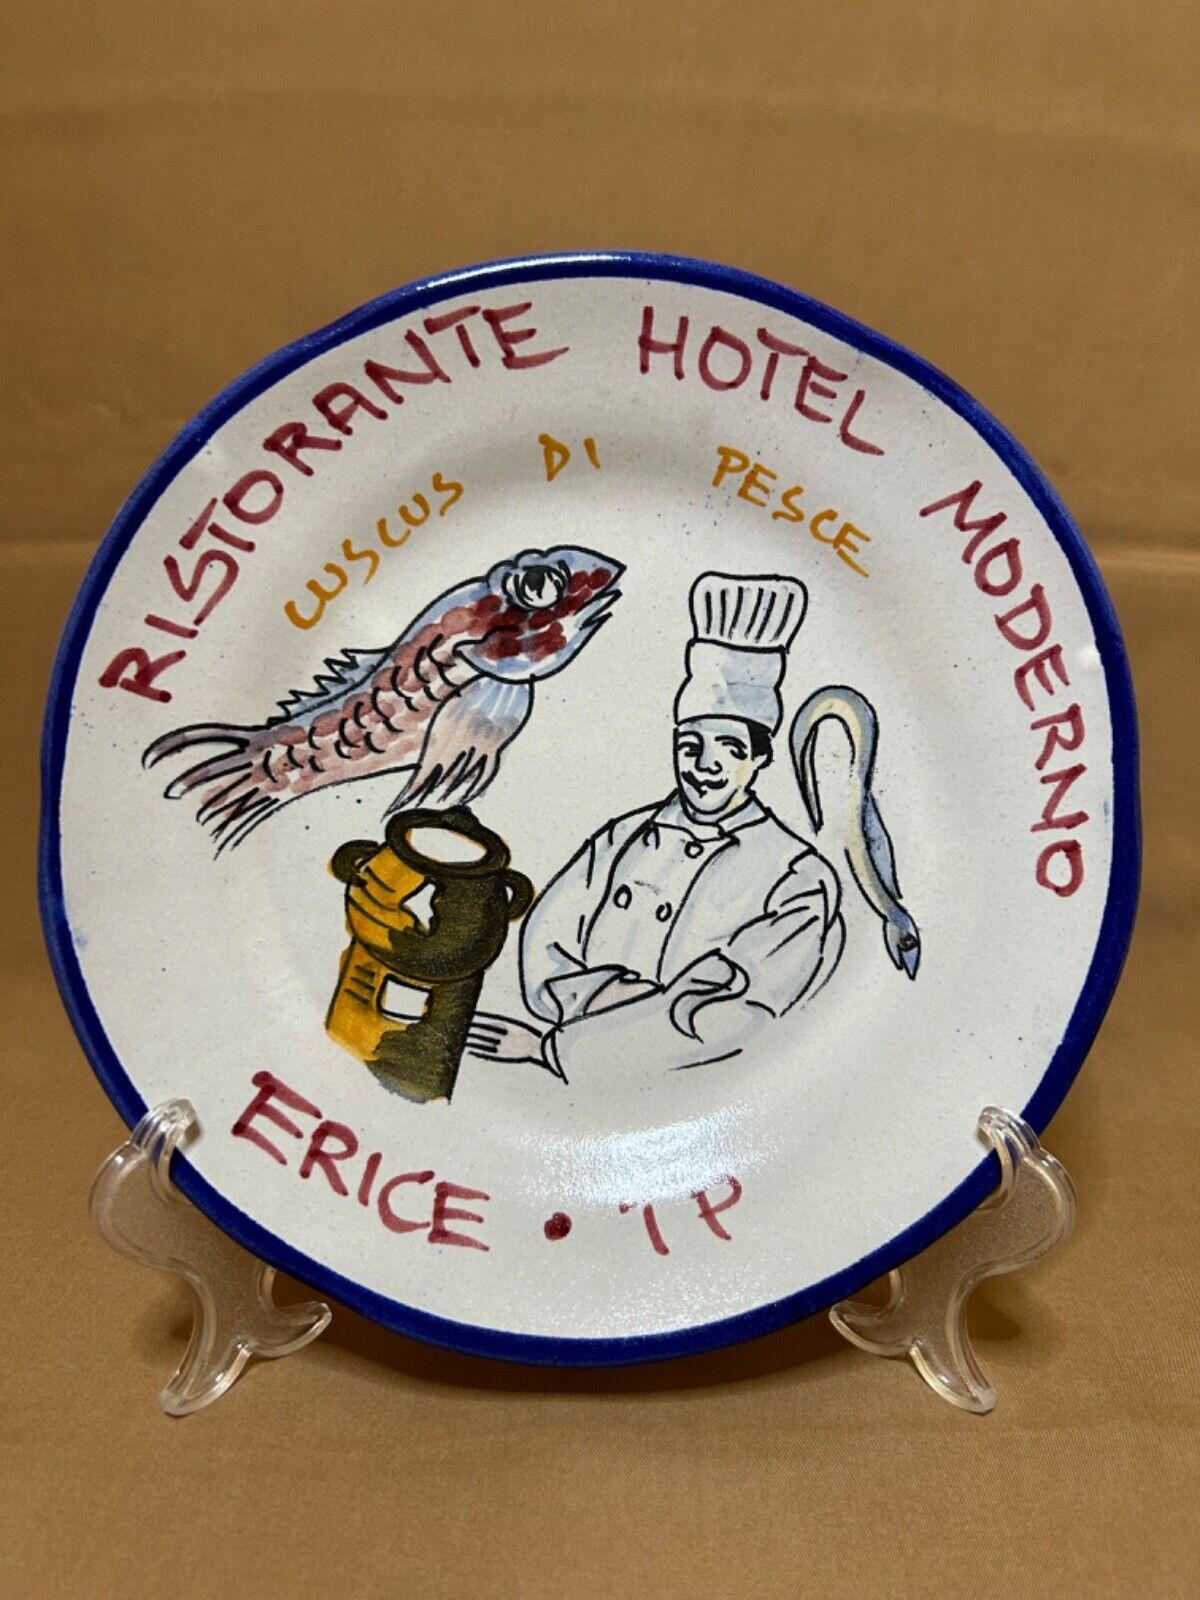 RISTORANTE HOTEL MODERNO
CUSCUS DI PESCE
ERICE • TP